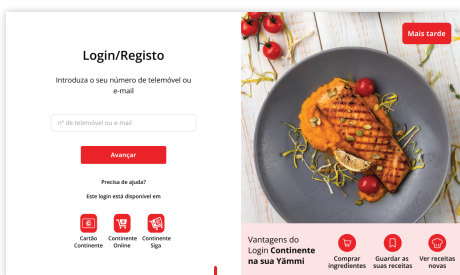 Login/Registo
Introduza o seu número de telemóvel ou
e-mail
nº de telemóvel ou e-mail
Avançar
Precisa de ajuda?
Este login está disponível em
Cartão
Continente
Continente
Online
Continente
Siga
Mais tarde
Vantagens do
Login Continente
na sua Yämmi
Comprar
ingredientes
Guardar as
suas receitas
Ver receitas
novas